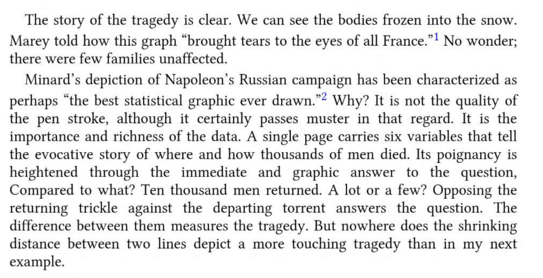 The story of the tragedy is clear. We can see the bodies frozen into the snow.
Marey told how this graph “brought tears to the eyes of all France.”1 No wonder;
there were few families unaffected.
Minard’s depiction of Napoleon’s Russian campaign has been characterized as
perhaps “the best statistical graphic ever drawn.”2 Why? It is not the quality of
the pen stroke, although it certainly passes muster in that regard. It is the
importance and richness of the data. A single page carries six variables that tell
the evocative story of where and how thousands of men died. Its poignancy is
heightened through the immediate and graphic answer to the question,
Compared to what? Ten thousand men returned. A lot or a few? Opposing the
returning trickle against the departing torrent answers the question. The
difference between them measures the tragedy. But nowhere does the shrinking
distance between two lines depict a more touching tragedy than in my next
example.